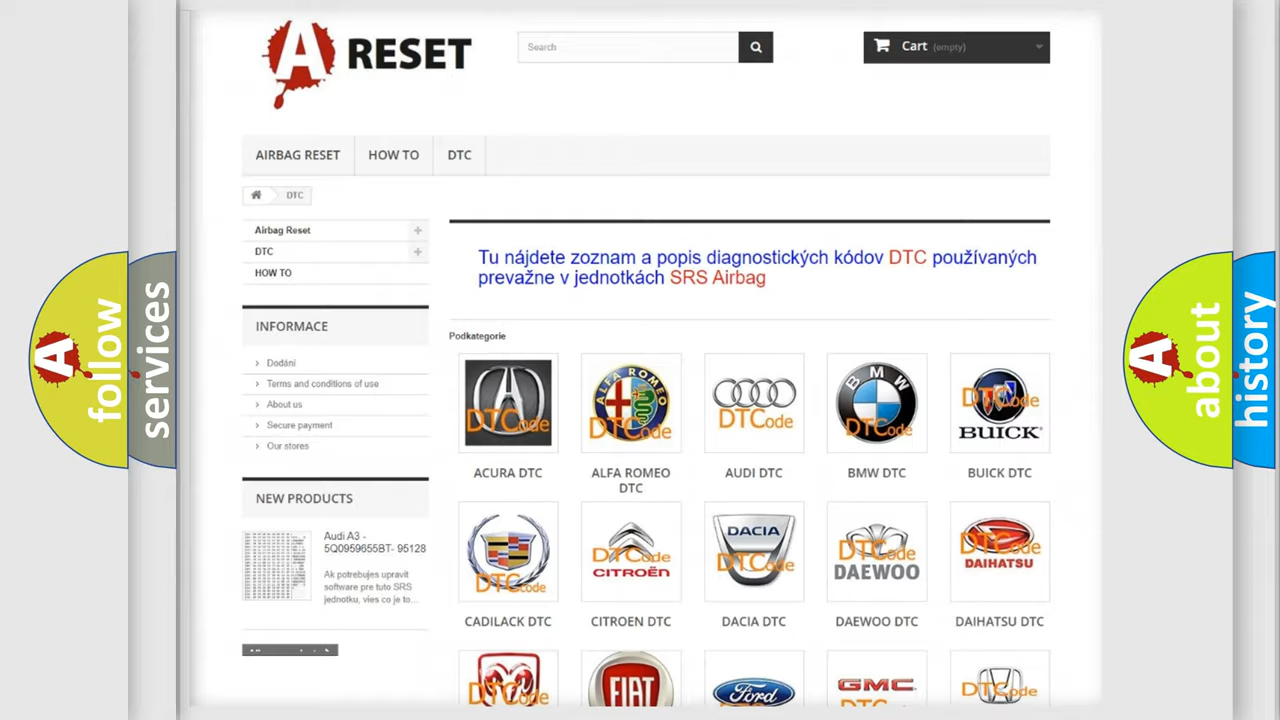 A RESET
Search
Cart (empty)
AIRBAG RESET
HOW TO
DTC
DTC
Airbag Reset
DTC
HOW TO
INFORMACE
Dodání
Terms and conditions of use
About us
Secure payment
Our stores
NEW PRODUCTS
Audi A3 -
5Q0959655BT- 95128
Ak potrebujes upravit
software pre tuto SRS
jednotku, vies co je to...
Tu nájdete zoznam a popis diagnostických kódov DTC používaných
prevažne v jednotkách SRS Airbag
Podkategorie
DTCode
ALFA ROMEO
DTCode
DTCode
BMW
DTCode
DTCode
BUICK
ACURA DTC
ALFA ROMEO
DTC
AUDI DTC
BMW DTC
BUICK DTC
DTCode
DTCode
CITROËN
DACIA
DTCode
DTCode
DAEWOO
DTCode
DAIHATSU
CADILACK DTC
CITROEN DTC
DACIA DTC
DAEWOO DTC
DAIHATSU DTC
DTCode
FIAT
Ford
GMC
DTCode
A follow
services
A about
history